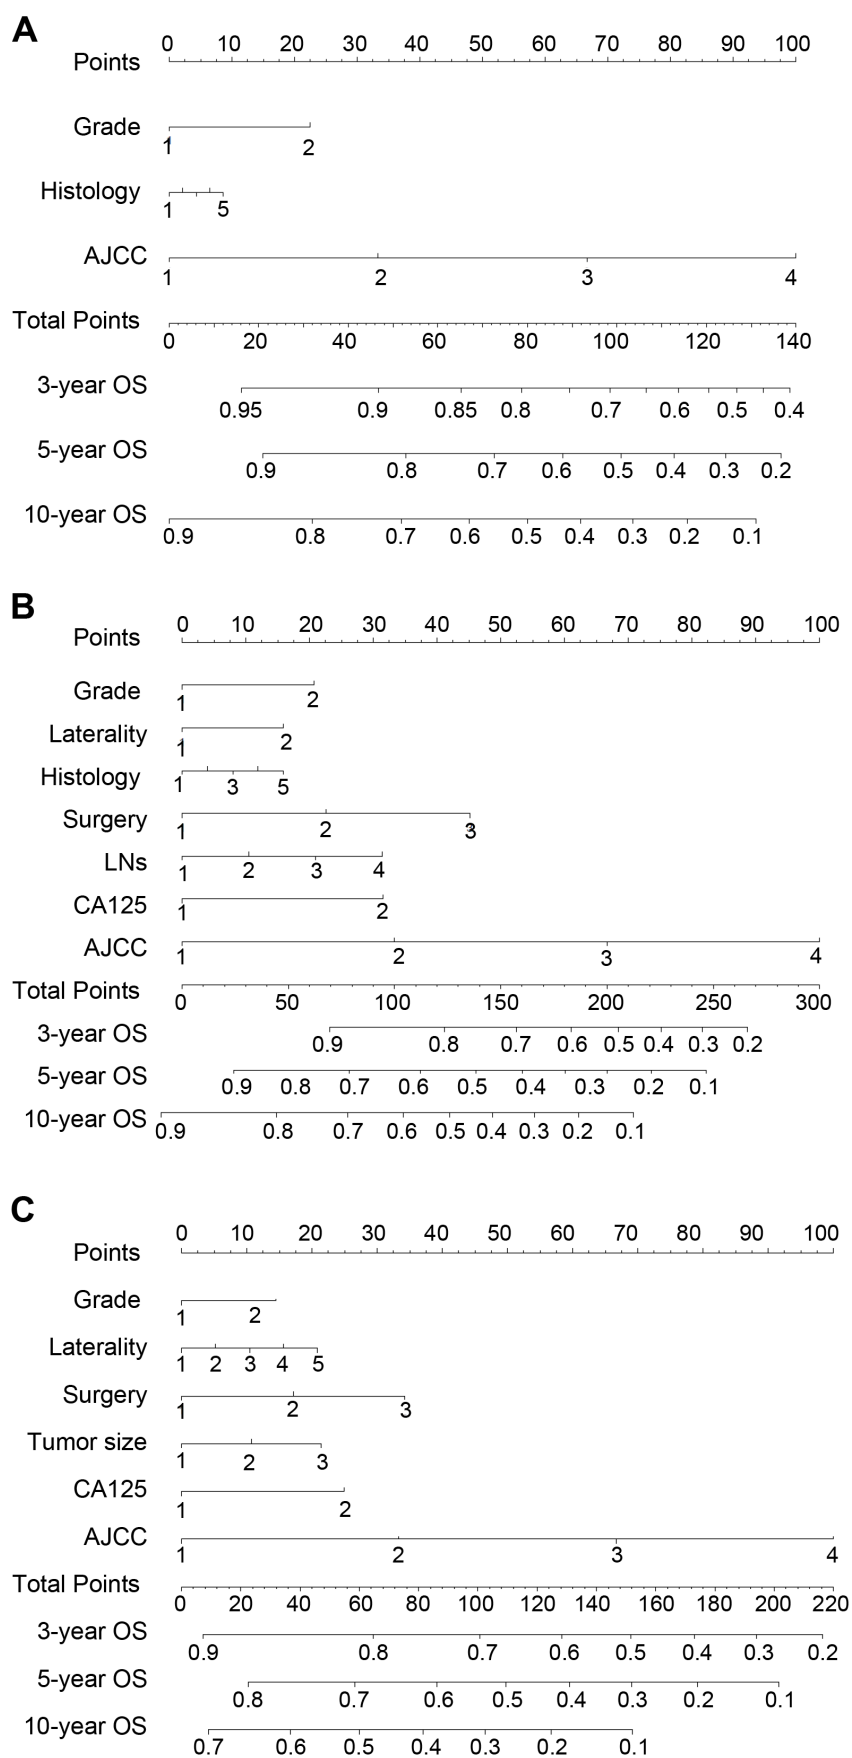 A
0 10 20 30 40 50 60 70 80 90 100
Points
Grade
1 2
Histology
1 5
AJCC
1 2 3 4
Total Points
0 20 40 60 80 100 120 140
3-year OS
0.95 0.9 0.85 0.8 0.7 0.6 0.5 0.4
5-year OS
0.9 0.8 0.7 0.6 0.5 0.4 0.3 0.2
10-year OS
0.9 0.8 0.7 0.6 0.5 0.4 0.3 0.2 0.1
B
0 10 20 30 40 50 60 70 80 90 100
Points
Grade
1 2
Laterality
1 2
Histology
1 3 5
Surgery
1 2 3
LNs
1 2 3 4
CA125
1 2
AJCC
1 2 3 4
Total Points
0 50 100 150 200 250 300
3-year OS
0.9 0.8 0.7 0.6 0.5 0.4 0.3 0.2
5-year OS
0.9 0.8 0.7 0.6 0.5 0.4 0.3 0.2 0.1
10-year OS
0.9 0.8 0.7 0.6 0.5 0.4 0.3 0.2 0.1
C
0 10 20 30 40 50 60 70 80 90 100
Points
Grade
1 2
Laterality
1 2 3 4 5
Surgery
1 2 3
Tumor size
1 2 3
CA125
1 2
AJCC
1 2 3 4
Total Points
0 20 40 60 80 100 120 140 160 180 200 220
3-year OS
0.9 0.8 0.7 0.6 0.5 0.4 0.3 0.2
5-year OS
0.8 0.7 0.6 0.5 0.4 0.3 0.2 0.1
10-year OS
0.7 0.6 0.5 0.4 0.3 0.2 0.1